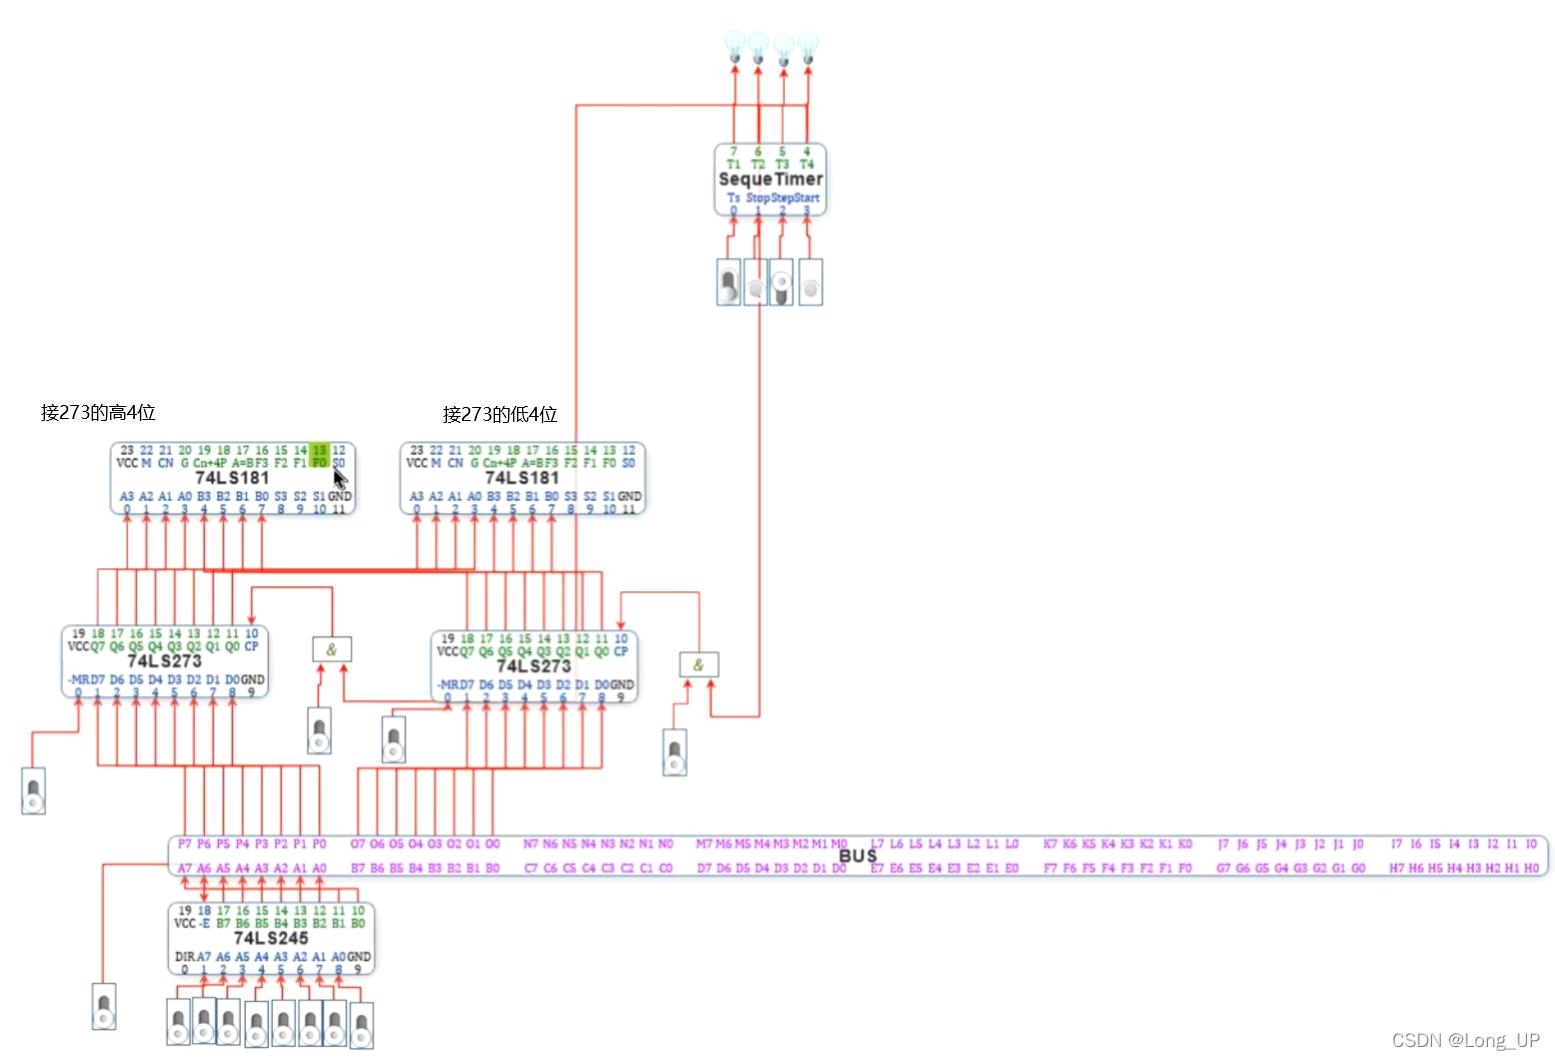 7 6 5 4
T1 T2 T3 T4
SequeTimer
Ts Stop Step Start
0 1 2 3
接273的高4位
接273的低4位
23 22 21 20 19 18 17 16 15 14 13 12
VCC M CN G Cn+4P A=BF3 F2 F1 F0 S0
74LS181
A3 A2 A1 A0 B3 B2 B1 B0 S3 S2 S1 GND
0 1 2 3 4 5 6 7 8 9 10 11
23 22 21 20 19 18 17 16 15 14 13 12
VCC M CN G Cn+4P A=BF3 F2 F1 F0 S0
74LS181
A3 A2 A1 A0 B3 B2 B1 B0 S3 S2 S1 GND
0 1 2 3 4 5 6 7 8 9 10 11
19 18 17 16 15 14 13 12 11 10
VCC Q7 Q6 Q5 Q4 Q3 Q2 Q1 Q0 CP
74LS273
-MR D7 D6 D5 D4 D3 D2 D1 D0 GND
0 1 2 3 4 5 6 7 8 9
&
19 18 17 16 15 14 13 12 11 10
VCC Q7 Q6 Q5 Q4 Q3 Q2 Q1 Q0 CP
74LS273
-MR D7 D6 D5 D4 D3 D2 D1 D0 GND
0 1 2 3 4 5 6 7 8 9
&
P7 P6 P5 P4 P3 P2 P1 P0 O7 O6 O5 O4 O3 O2 O1 O0 N7 N6 N5 N4 N3 N2 N1 N0 M7 M6 M5 M4 M3 M2 M1 M0 L7 L6 L5 L4 L3 L2 L1 L0 K7 K6 K5 K4 K3 K2 K1 K0 J7 J6 J5 J4 J3 J2 J1 J0 I7 I6 I5 I4 I3 I2 I1 I0
BUS
A7 A6 A5 A4 A3 A2 A1 A0 B7 B6 B5 B4 B3 B2 B1 B0 C7 C6 C5 C4 C3 C2 C1 C0 D7 D6 D5 D4 D3 D2 D1 D0 E7 E6 E5 E4 E3 E2 E1 E0 F7 F6 F5 F4 F3 F2 F1 F0 G7 G6 G5 G4 G3 G2 G1 G0 H7 H6 H5 H4 H3 H2 H1 H0
19 18 17 16 15 14 13 12 11 10
VCC -E B7 B6 B5 B4 B3 B2 B1 B0
74LS245
DIR A7 A6 A5 A4 A3 A2 A1 A0 GND
0 1 2 3 4 5 6 7 8 9
CSDN @Long_UP